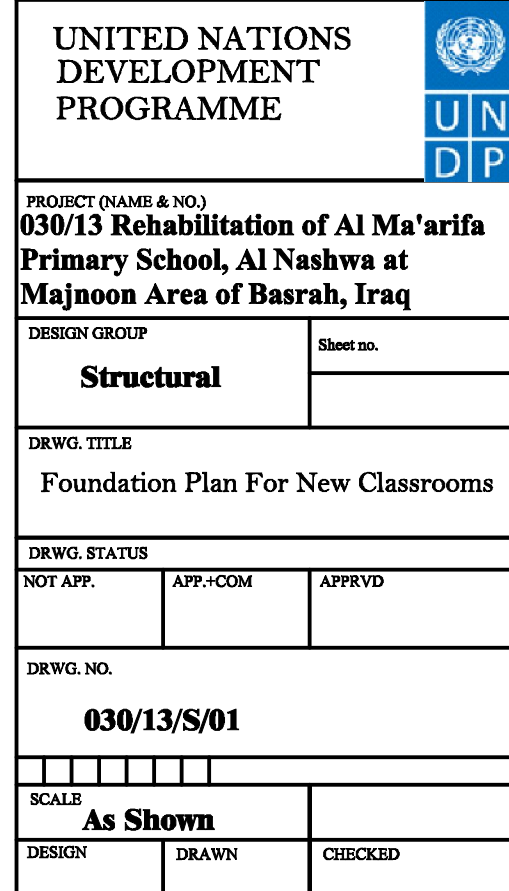 UNITED NATIONS
DEVELOPMENT
PROGRAMME
U N
D P
PROJECT (NAME & NO.)
030/13 Rehabilitation of Al Ma'arifa
Primary School, Al Nashwa at
Majnoon Area of Basrah, Iraq
DESIGN GROUP
Structural
Sheet no.
DRWG. TITLE
Foundation Plan For New Classrooms
DRWG. STATUS
NOT APP.
APP.+COM
APPRVD
DRWG. NO.
030/13/S/01
SCALE
As Shown
DESIGN
DRAWN
CHECKED